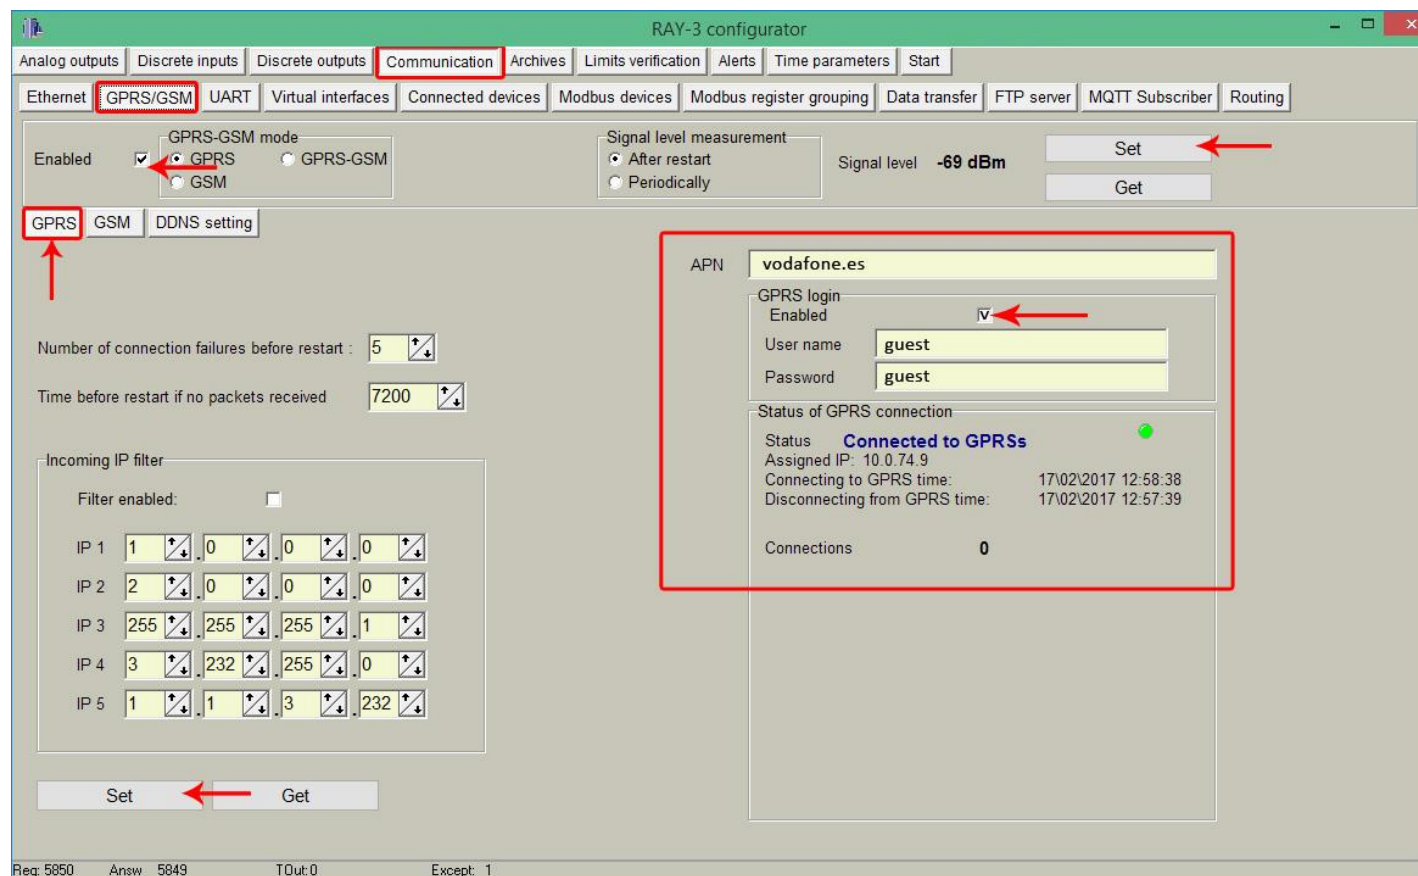 RAY-3 configurator
Analog outputs Discrete inputs Discrete outputs Communication Archives Limits verification Alerts Time parameters Start
Ethernet GPRS/GSM UART Virtual interfaces Connected devices Modbus devices Modbus register grouping Data transfer FTP server MQTT Subscriber Routing
GPRS-GSM mode
Enabled GPRS GPRS-GSM
GSM
Signal level measurement
After restart
Periodically
Signal level -69 dBm
Set
Get
GPRS GSM DDNS setting
Number of connection failures before restart : 5
Time before restart if no packets received 7200
Incoming IP filter
Filter enabled:
IP 1 1 .0 .0 .0
IP 2 2 .0 .0 .0
IP 3 255 .255 .255 .1
IP 4 3 .232 .255 .0
IP 5 1 .1 .3 .232
Set Get
APN vodafone.es
GPRS login
Enabled V
User name guest
Password guest
Status of GPRS connection
Status Connected to GPRSs
Assigned IP: 10.0.74.9
Connecting to GPRS time: 17\02\2017 12:58:38
Disconnecting from GPRS time: 17\02\2017 12:57:39
Connections 0
Req: 5850 Answ 5849 TOut:0 Except: 1